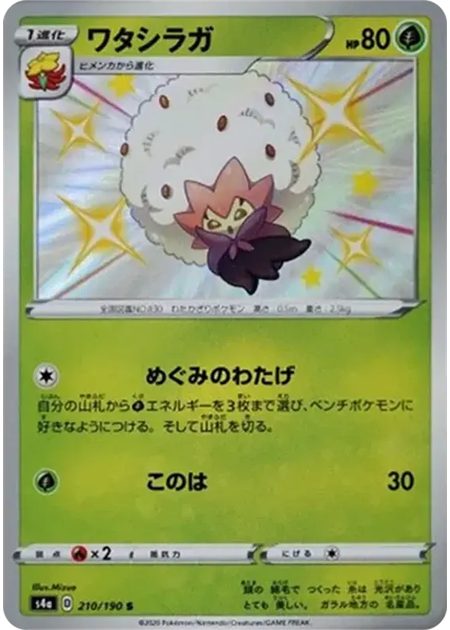 1進化
ワタシラガ
HP80
ヒメンカから進化
全国図鑑NO.830 わたかざりポケモン 高さ:0.5m 重さ:2.5kg
めぐみのわたげ
自分の山札からエネルギーを3枚まで選び、ベンチポケモンに
好きなようにつける。そして山札を切る。
このは 30
弱点 ×2 抵抗力 にげる
Illus.Mizue
s4a D 210/190 S
頭の 綿毛で つくった 糸は 光沢があり
とても 美しく ガラル地方の 名産品。
©2020 Pokémon/Nintendo/Creatures/GAME FREAK.